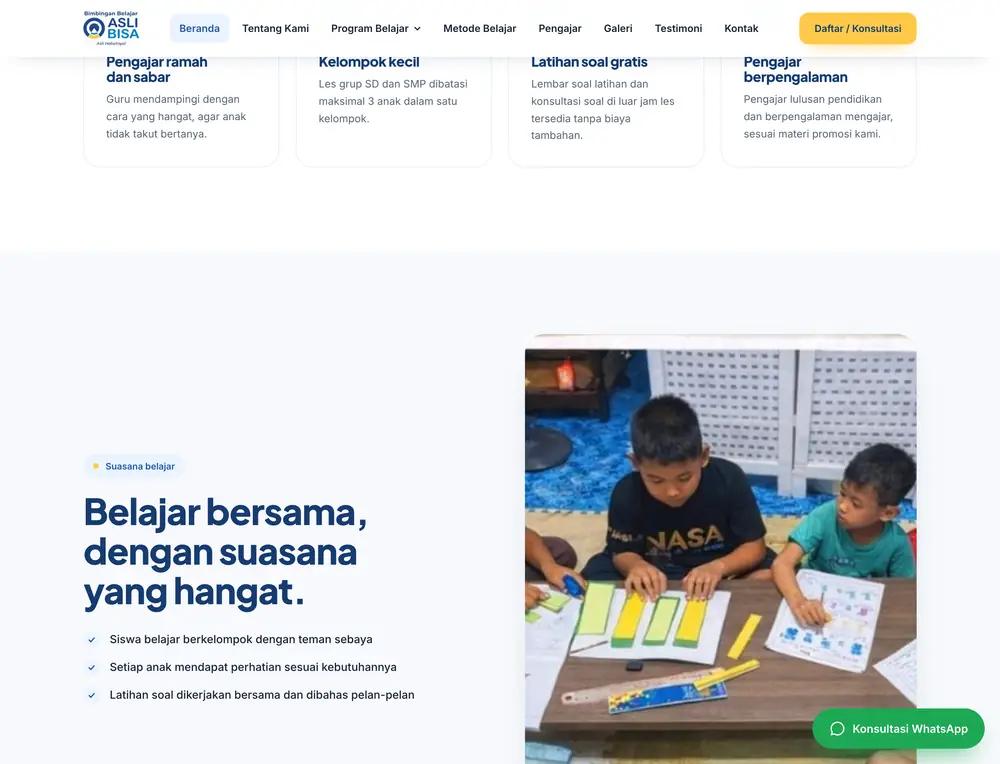 Bimbingan Belajar
ASLI
BISA
Beranda
Tentang Kami
Program Belajar
Metode Belajar
Pengajar
Galeri
Testimoni
Kontak
Daftar / Konsultasi
Pengajar ramah
dan sabar
Guru mendampingi dengan
cara yang hangat, agar anak
tidak takut bertanya.
Kelompok kecil
Les grup SD dan SMP dibatasi
maksimal 3 anak dalam satu
kelompok.
Latihan soal gratis
Lembar soal latihan dan
konsultasi soal di luar jam les
tersedia tanpa biaya
tambahan.
Pengajar
berpengalaman
Pengajar lulusan pendidikan
dan berpengalaman mengajar,
sesuai materi promosi kami.
Suasana belajar
Belajar bersama,
dengan suasana
yang hangat.
Siswa belajar berkelompok dengan teman sebaya
Setiap anak mendapat perhatian sesuai kebutuhannya
Latihan soal dikerjakan bersama dan dibahas pelan-pelan
NASA
Konsultasi WhatsApp